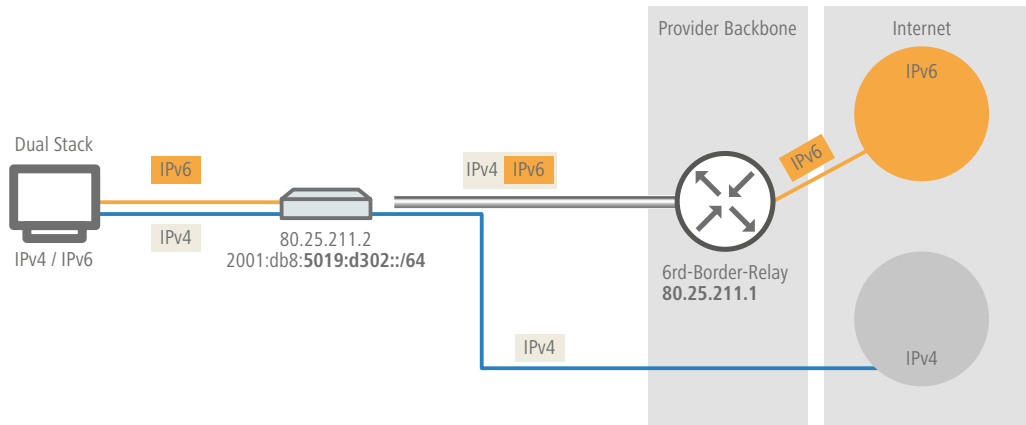 Provider Backbone
Internet
IPv6
Dual Stack
IPv6
IPv4 IPv6
IPv6
IPv4
IPv4 / IPv6
80.25.211.2
2001:db8:5019:d302::/64
6rd-Border-Relay
80.25.211.1
IPv4
IPv4